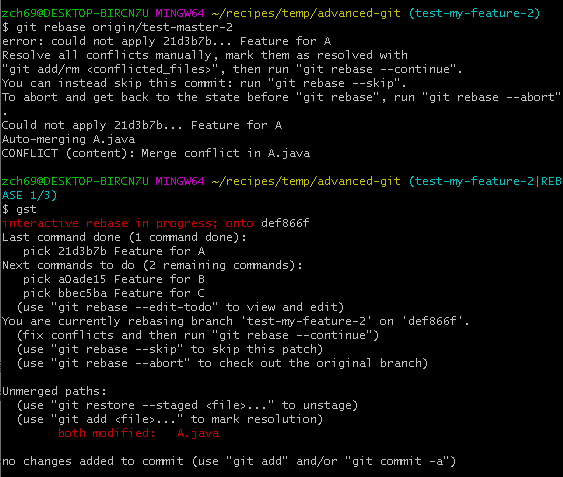 zch69@DESKTOP-BIRCN7U MINGW64 ~/recipes/temp/advanced-git (test-my-feature-2)
$ git rebase origin/test-master-2
error: could not apply 21d3b7b... Feature for A
Resolve all conflicts manually, mark them as resolved with
"git add/rm <conflicted_files>", then run "git rebase --continue".
You can instead skip this commit: run "git rebase --skip".
To abort and get back to the state before "git rebase", run "git rebase --abort"
.
Could not apply 21d3b7b... Feature for A
Auto-merging A.java
CONFLICT (content): Merge conflict in A.java
zch69@DESKTOP-BIRCN7U MINGW64 ~/recipes/temp/advanced-git (test-my-feature-2|REB
ASE 1/3)
$ gst
interactive rebase in progress; onto def866f
Last command done (1 command done):
   pick 21d3b7b Feature for A
Next commands to do (2 remaining commands):
   pick a0ade15 Feature for B
   pick bbec5ba Feature for C
  (use "git rebase --edit-todo" to view and edit)
You are currently rebasing branch 'test-my-feature-2' on 'def866f'.
  (fix conflicts and then run "git rebase --continue")
  (use "git rebase --skip" to skip this patch)
  (use "git rebase --abort" to check out the original branch)
Unmerged paths:
  (use "git restore --staged <file>..." to unstage)
  (use "git add <file>..." to mark resolution)
        both modified:   A.java
no changes added to commit (use "git add" and/or "git commit -a")